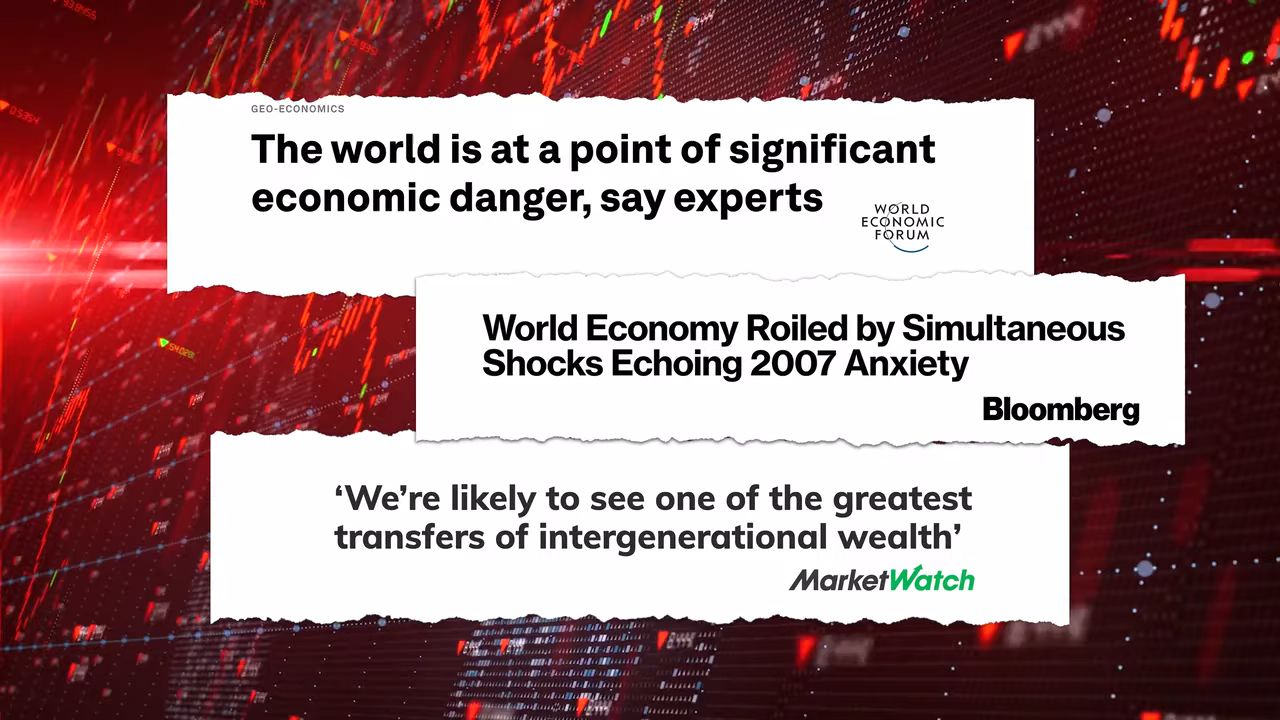 GEO-ECONOMICS
The world is at a point of significant
economic danger, say experts
WORLD
ECONOMIC
FORUM
World Economy Roiled by Simultaneous
Shocks Echoing 2007 Anxiety
Bloomberg
‘We’re likely to see one of the greatest
transfers of intergenerational wealth’
MarketWatch